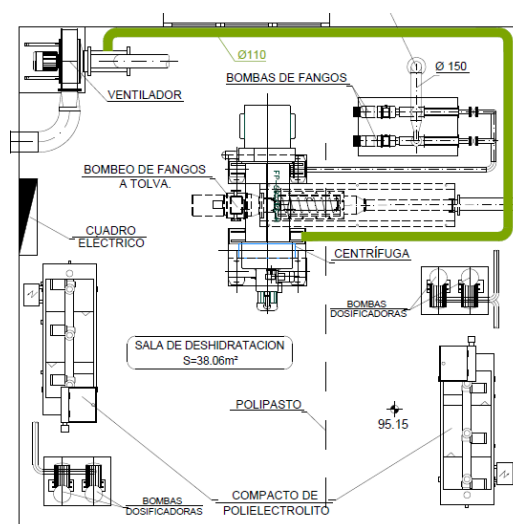 Ø110
Ø 150
BOMBAS DE FANGOS
VENTILADOR
BOMBEO DE FANGOS
A TOLVA.
CUADRO
ELÉCTRICO
CENTRÍFUGA
BOMBAS
DOSIFICADORAS
SALA DE DESHIDRATACION
S=38.06m²
POLIPASTO
95.15
BOMBAS
DOSIFICADORAS
COMPACTO DE
POLIELECTROLITO